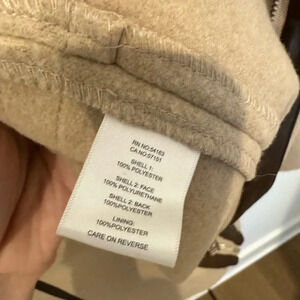 RN NO:54163
CA NO:07151
SHELL 1:
100% POLYESTER
SHELL 2: FACE
100% POLYURETHANE
SHELL 2: BACK
100% POLYESTER
LINING:
100% POLYESTER
CARE ON REVERSE